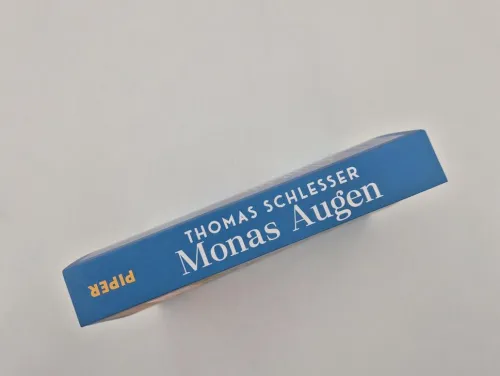 THOMAS SCHLESSER
Monas Augen
PIPER